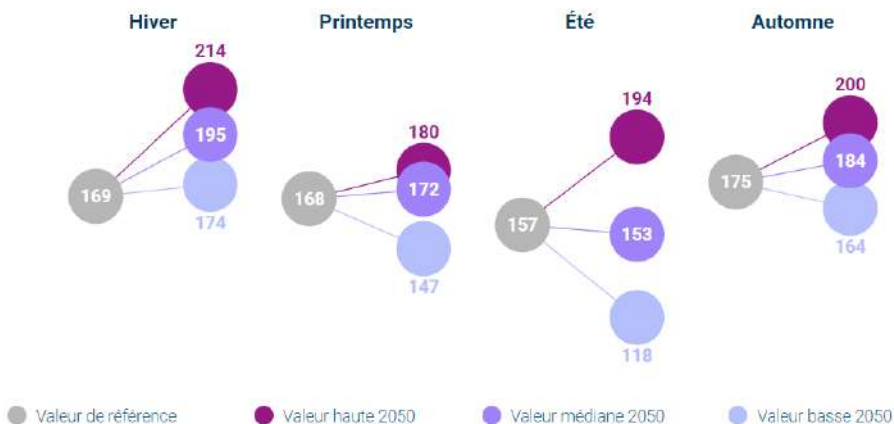 Hiver
Printemps
Été
Automne
214
195
169
174
180
168
172
147
194
157
153
118
200
175
184
164
Valeur de référence
Valeur haute 2050
Valeur médiane 2050
Valeur basse 2050